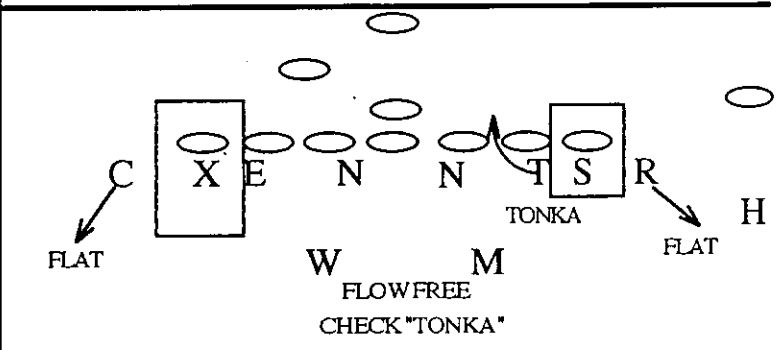 C X E N N T S R
H
TONKA
FLAT
FLAT
W M
FLOW FREE
CHECK "TONKA"